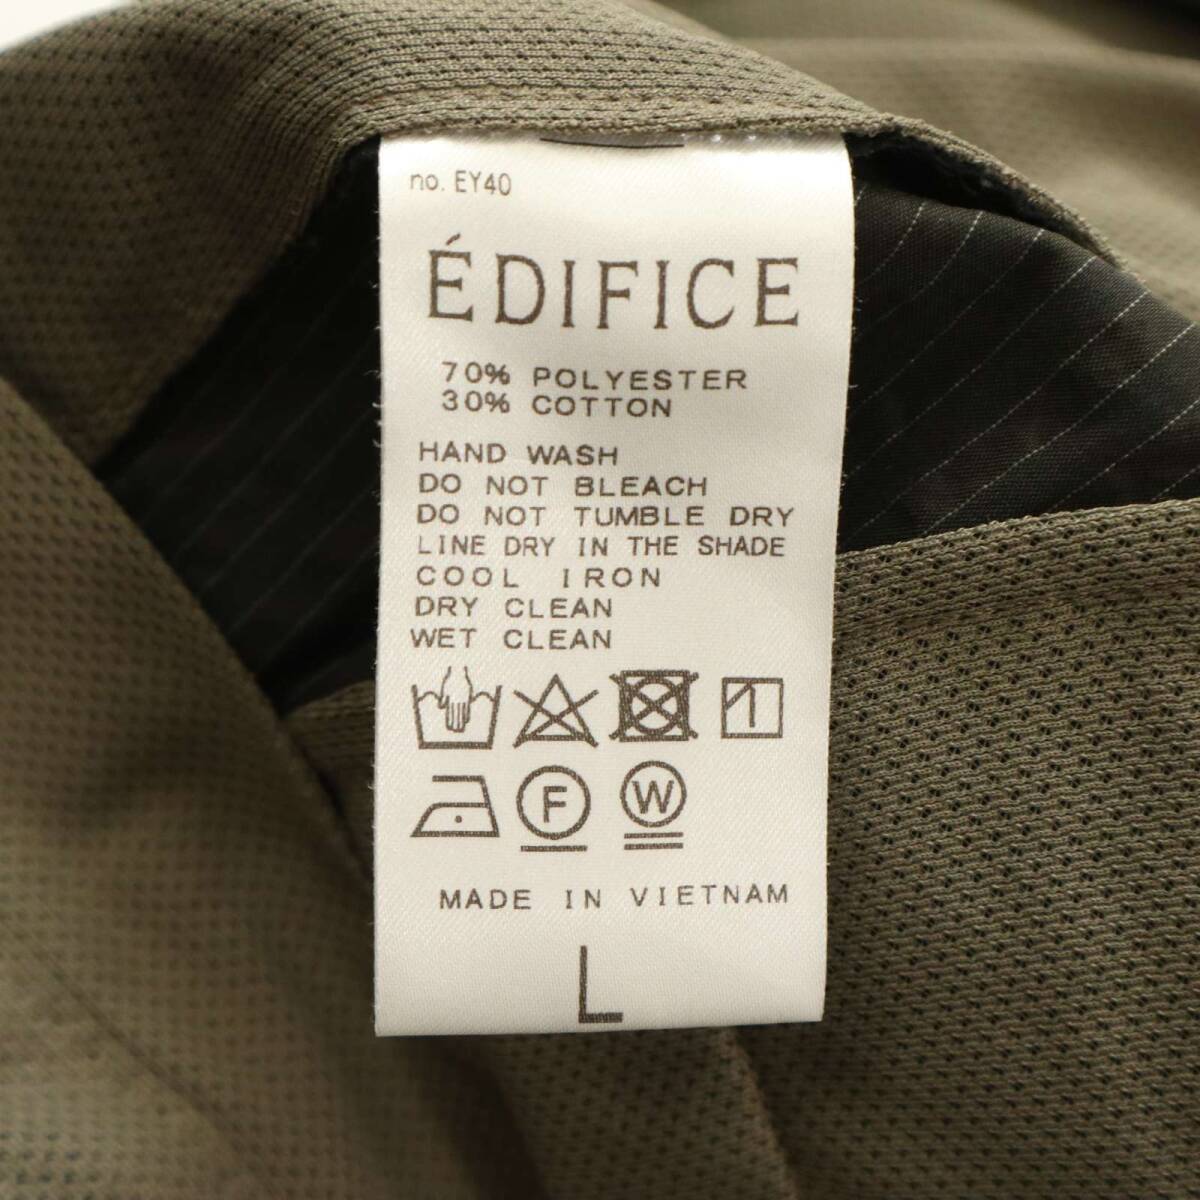 no. EY40
ÉDIFICE
70% POLYESTER
30% COTTON
HAND WASH
DO NOT BLEACH
DO NOT TUMBLE DRY
LINE DRY IN THE SHADE
COOL IRON
DRY CLEAN
WET CLEAN
F W
MADE IN VIETNAM
L